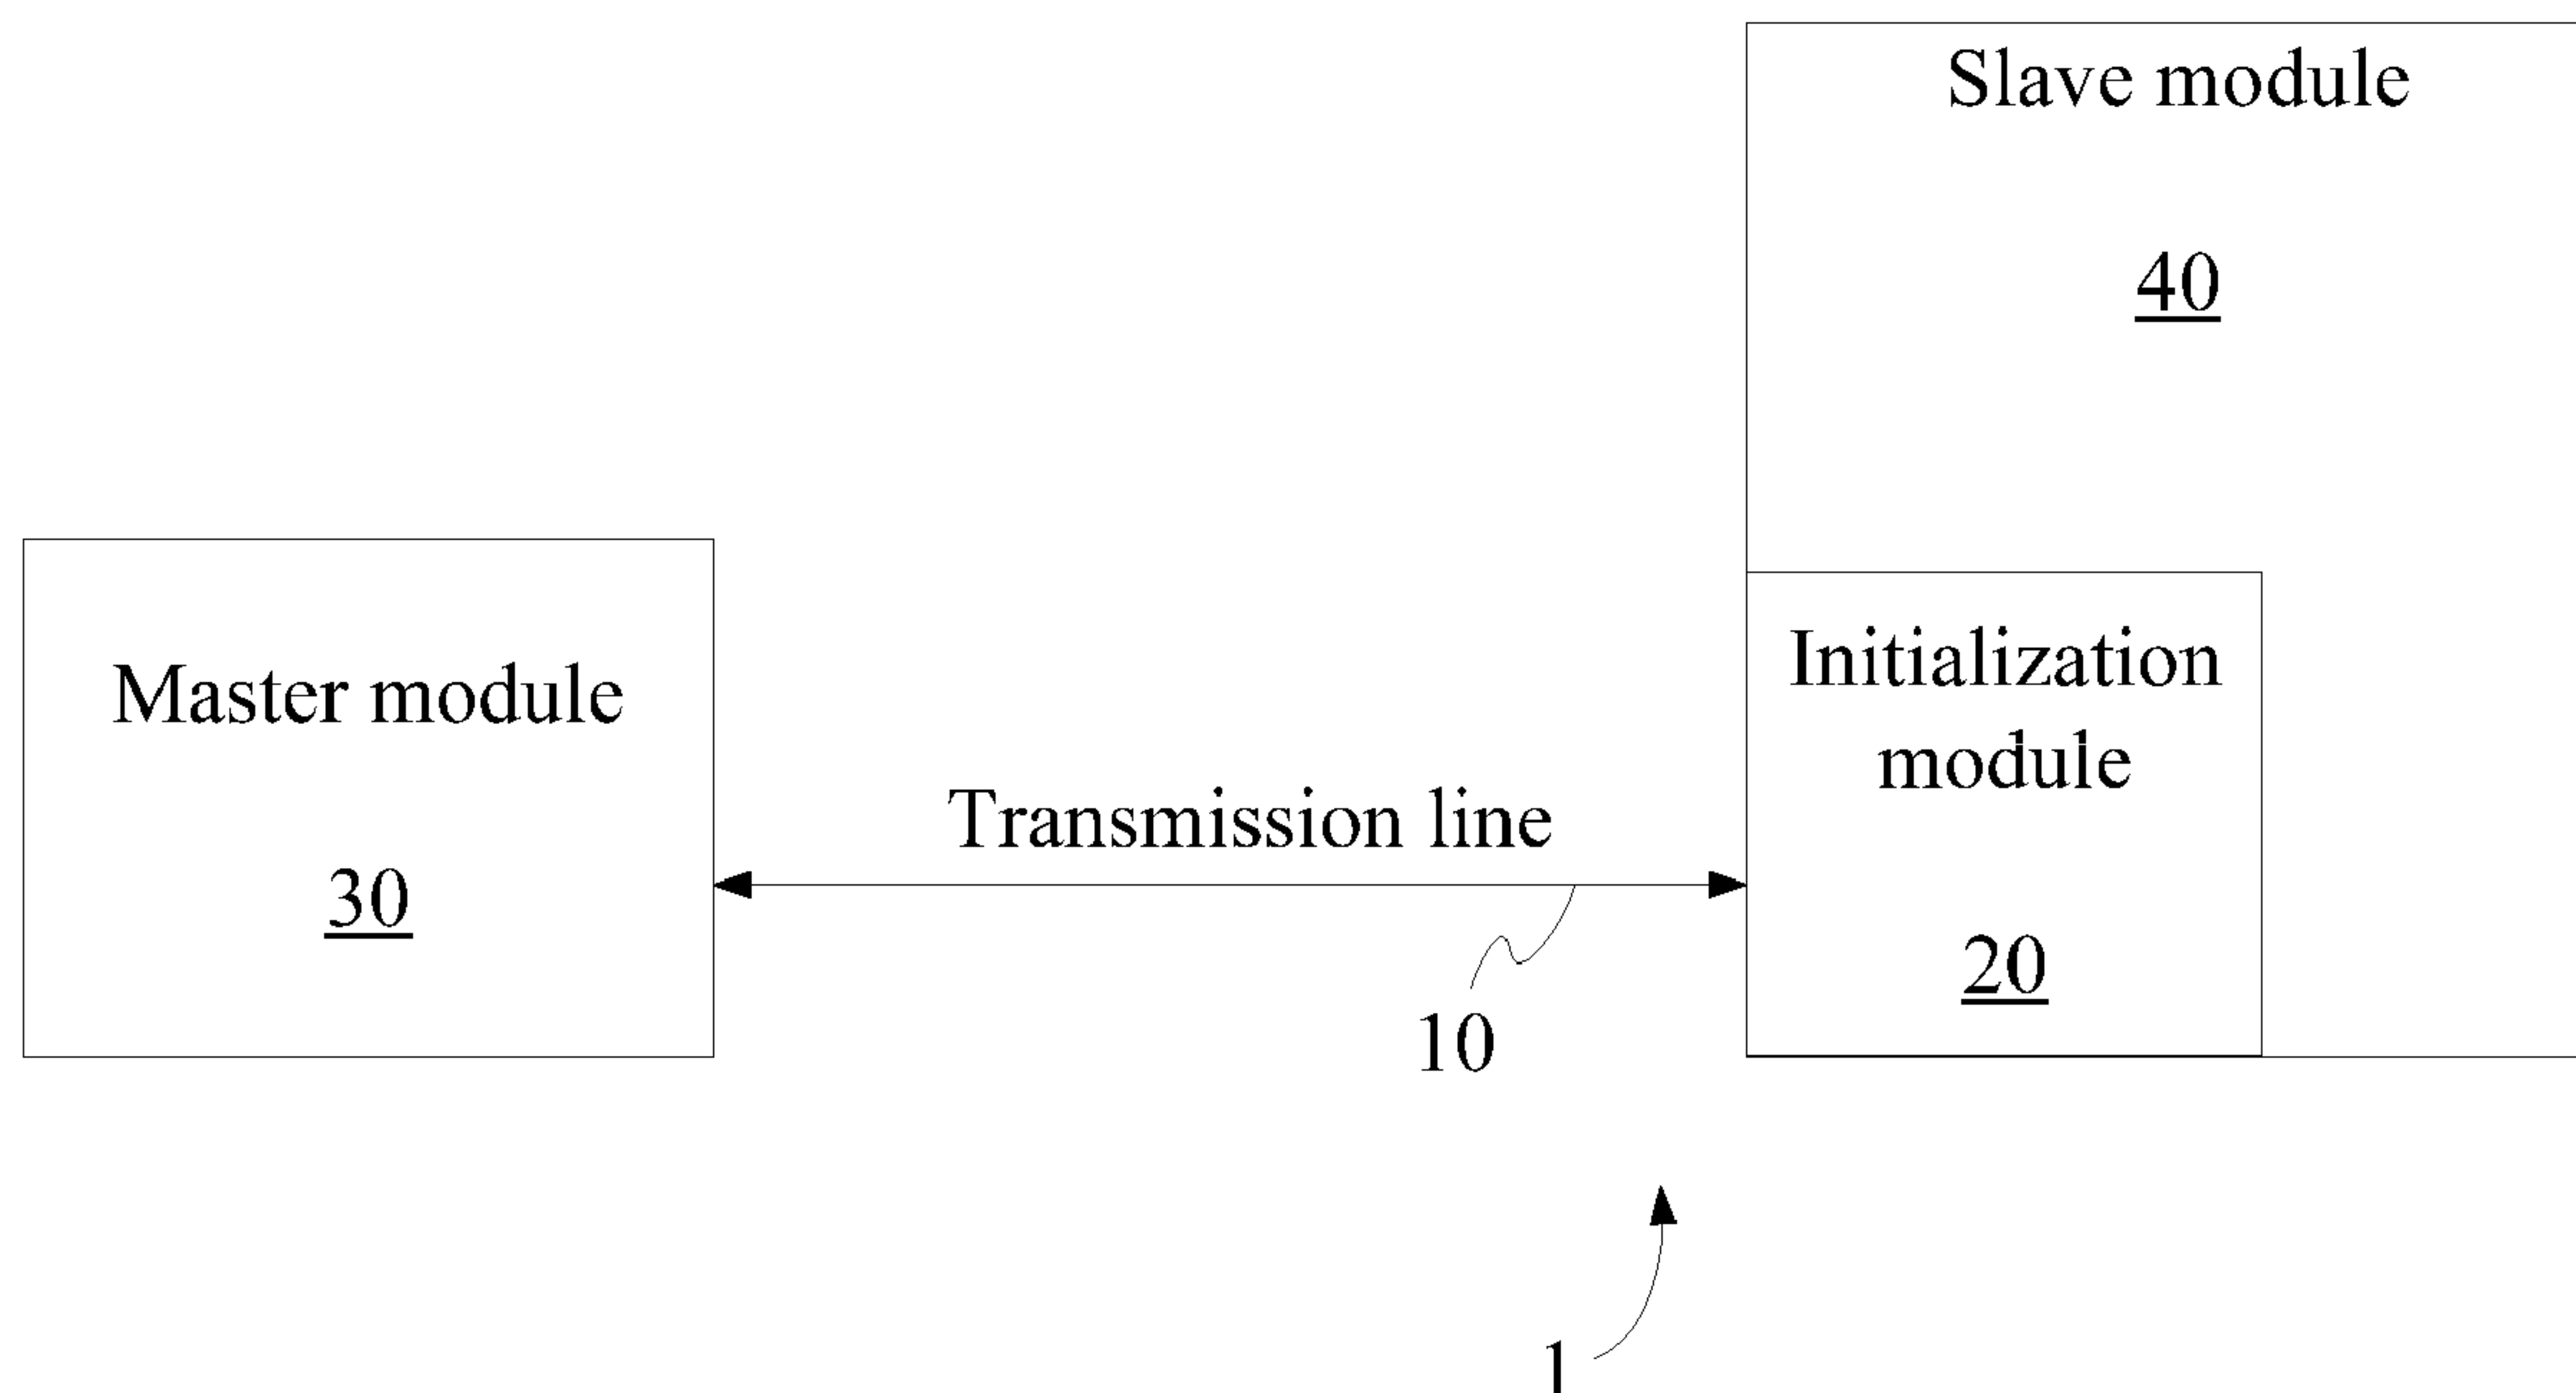 Slave module
40
Master module
30
Transmission line
10
Initialization
module
20
1